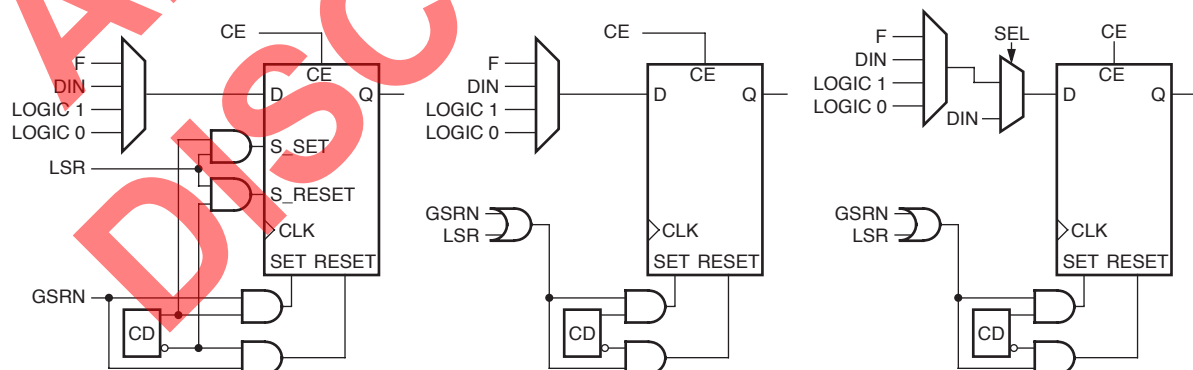 CE
F
DIN
LOGIC 1
LOGIC 0
LSR
GSRN
CE
D
Q
S_SET
S_RESET
CLK
SET RESET
CD
CE
F
DIN
LOGIC 1
LOGIC 0
GSRN
LSR
CE
D
Q
CLK
SET RESET
CD
F
DIN
LOGIC 1
LOGIC 0
SEL
DIN
CE
GSRN
LSR
CE
D
Q
CLK
SET RESET
CD
DISC